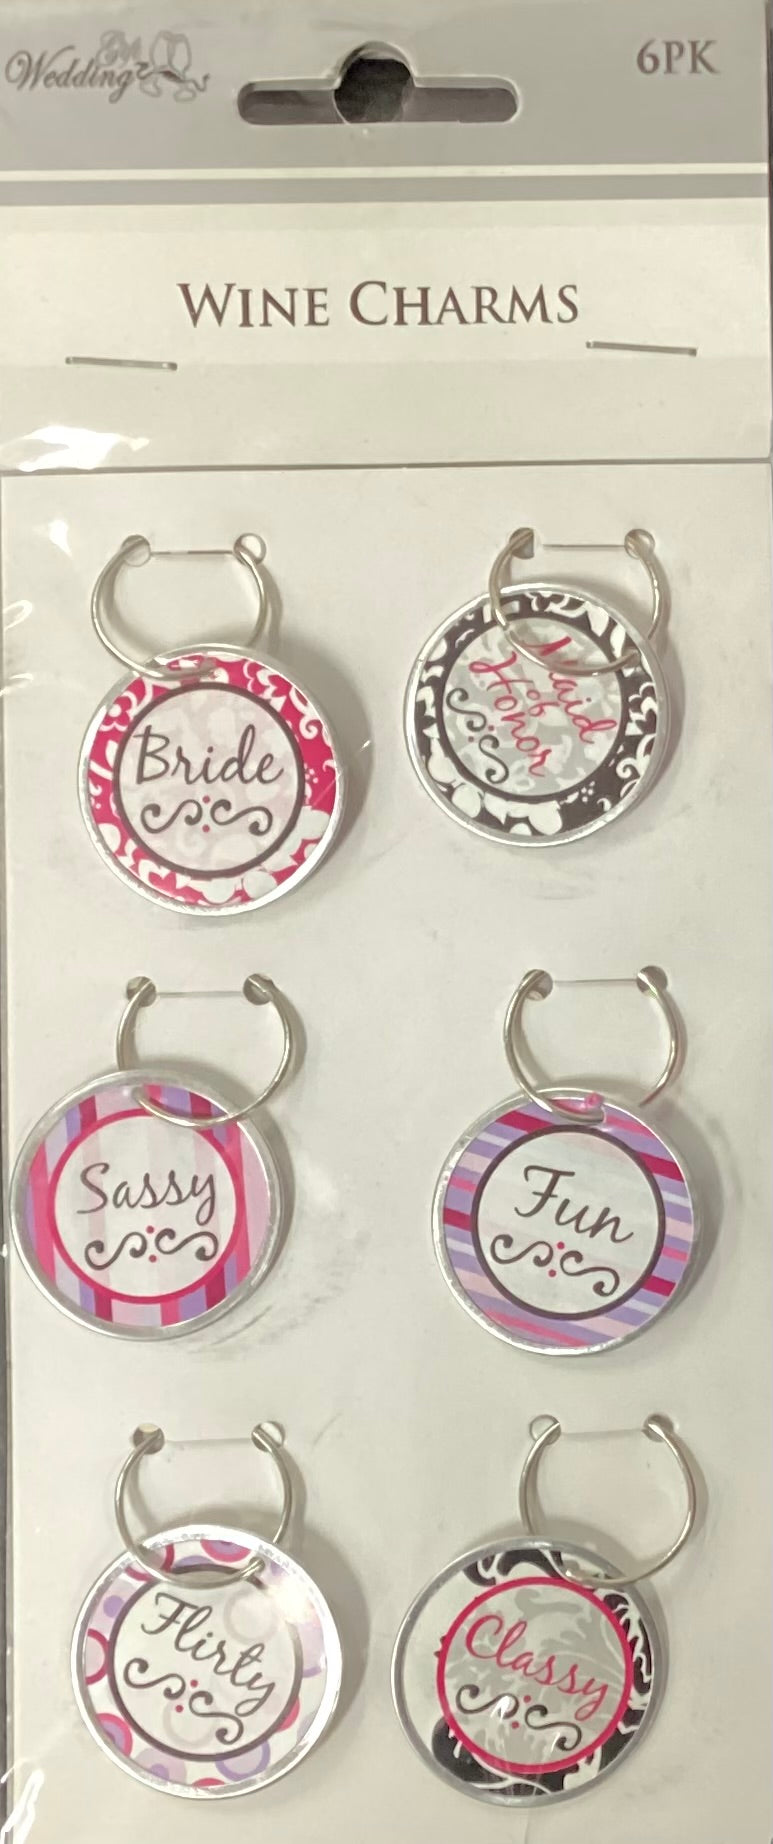 Wedding
6PK
WINE CHARMS
Bride
Maid
of
Honor
Sassy
Fun
Flirty
Classy